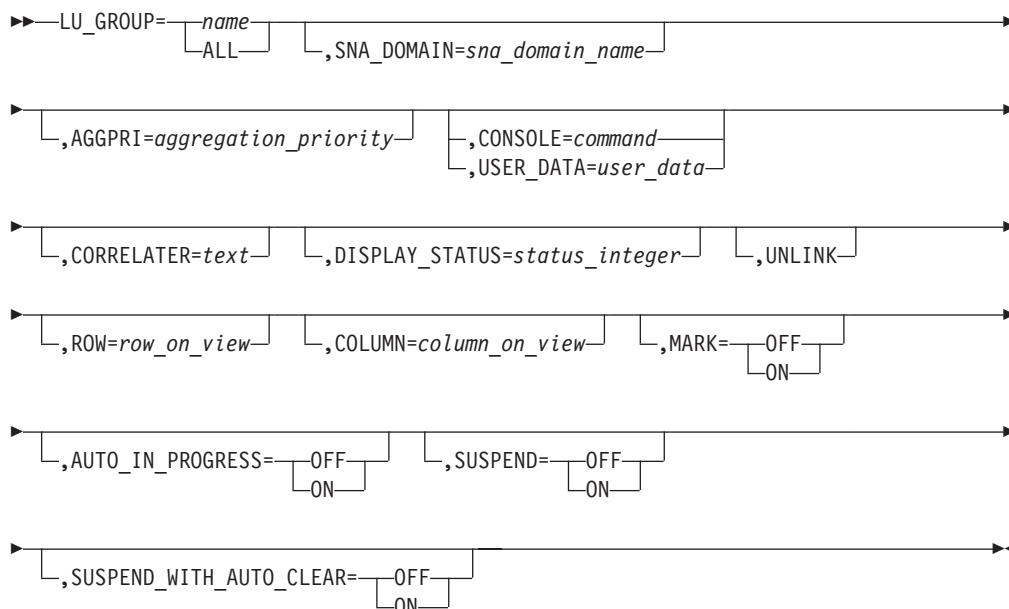 LU_GROUP= name ,SNA_DOMAIN=sna_domain_name
ALL
,AGGPRI=aggregation_priority ,CONSOLE=command
,USER_DATA=user_data
,CORRELATER=text ,DISPLAY_STATUS=status_integer ,UNLINK
,ROW=row_on_view ,COLUMN=column_on_view ,MARK= OFF
ON
,AUTO_IN_PROGRESS= OFF ,SUSPEND= OFF
ON ON
,SUSPEND_WITH_AUTO_CLEAR= OFF
ON